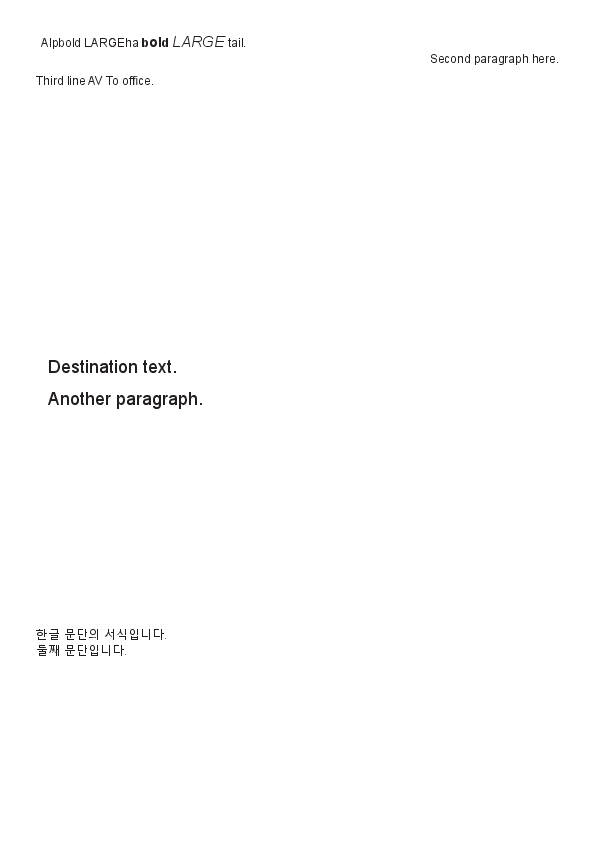 Alpbold LARGEha bold LARGE tail.
Second paragraph here.
Third line AV To office.
Destination text.
Another paragraph.
한글 문단의 서식입니다.
둘째 문단입니다.